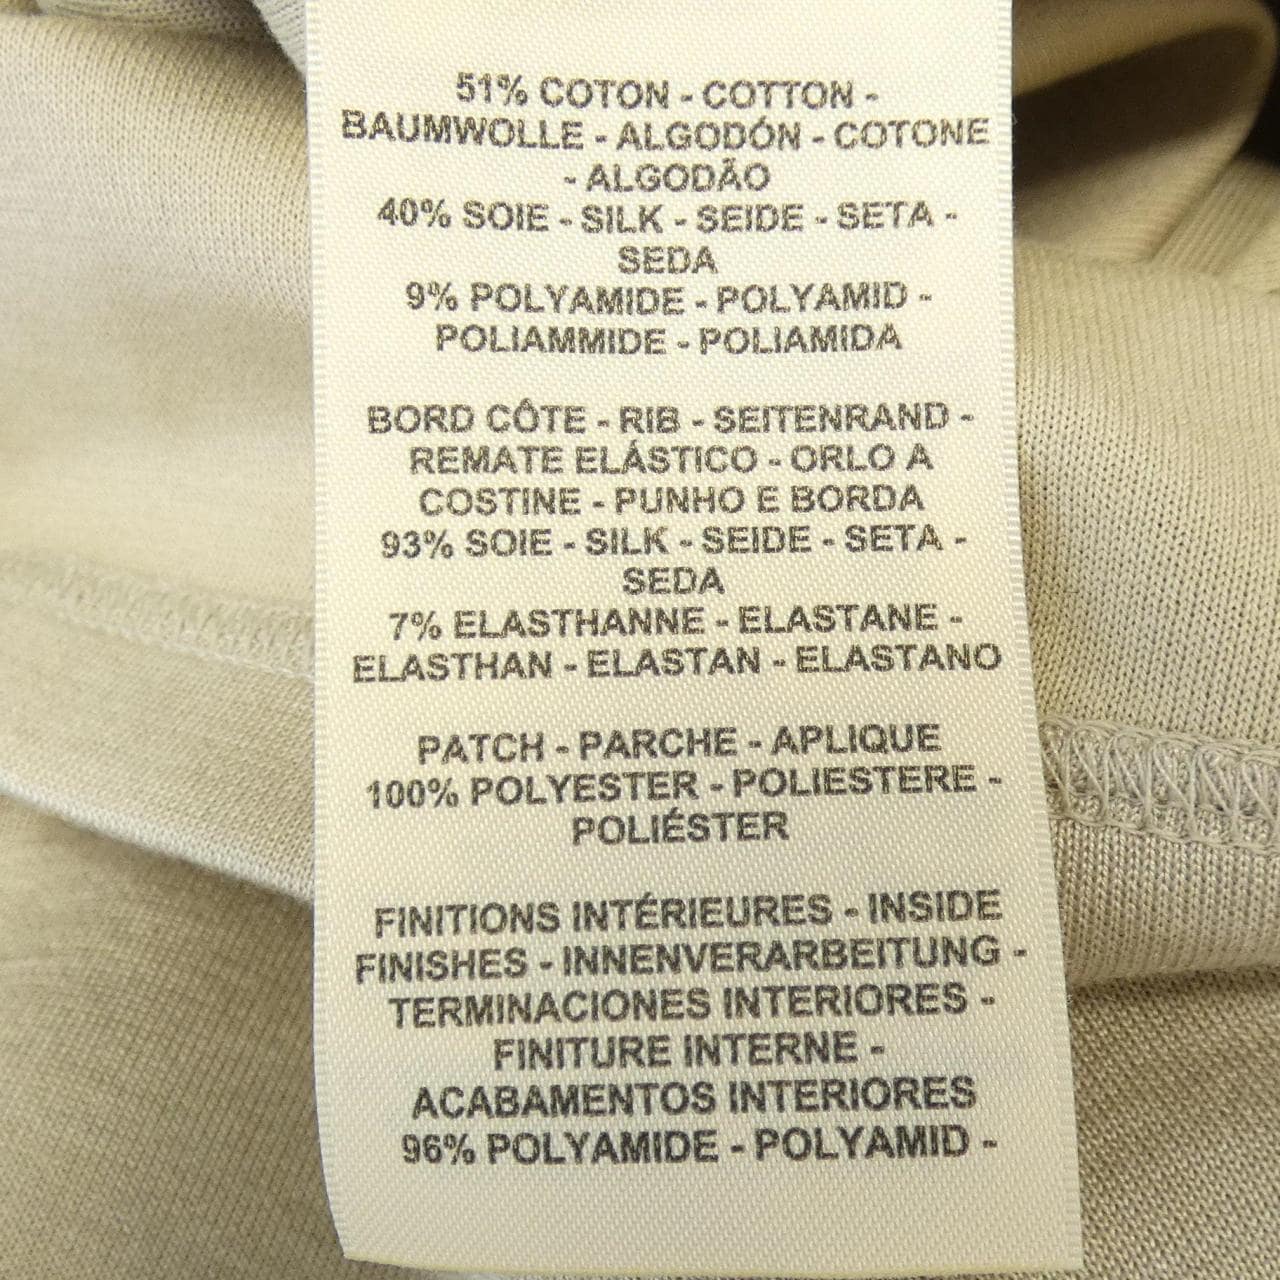 51% COTON - COTTON -
BAUMWOLLE - ALGODÓN - COTONE
- ALGODÃO
40% SOIE - SILK - SEIDE - SETA -
SEDA
9% POLYAMIDE - POLYAMID -
POLIAMMIDE - POLIAMIDA
BORD CÔTE - RIB - SEITENRAND -
REMATE ELÁSTICO - ORLO A
COSTINE - PUNHO E BORDA
93% SOIE - SILK - SEIDE - SETA -
SEDA
7% ELASTHANNE - ELASTANE -
ELASTHAN - ELASTAN - ELASTANO
PATCH - PARCHE - APLIQUE
100% POLYESTER - POLIESTERE -
POLIÉSTER
FINITIONS INTÉRIEURES - INSIDE
FINISHES - INNENVERARBEITUNG -
TERMINACIONES INTERIORES -
FINITURE INTERNE -
ACABAMENTOS INTERIORES
96% POLYAMIDE - POLYAMID -